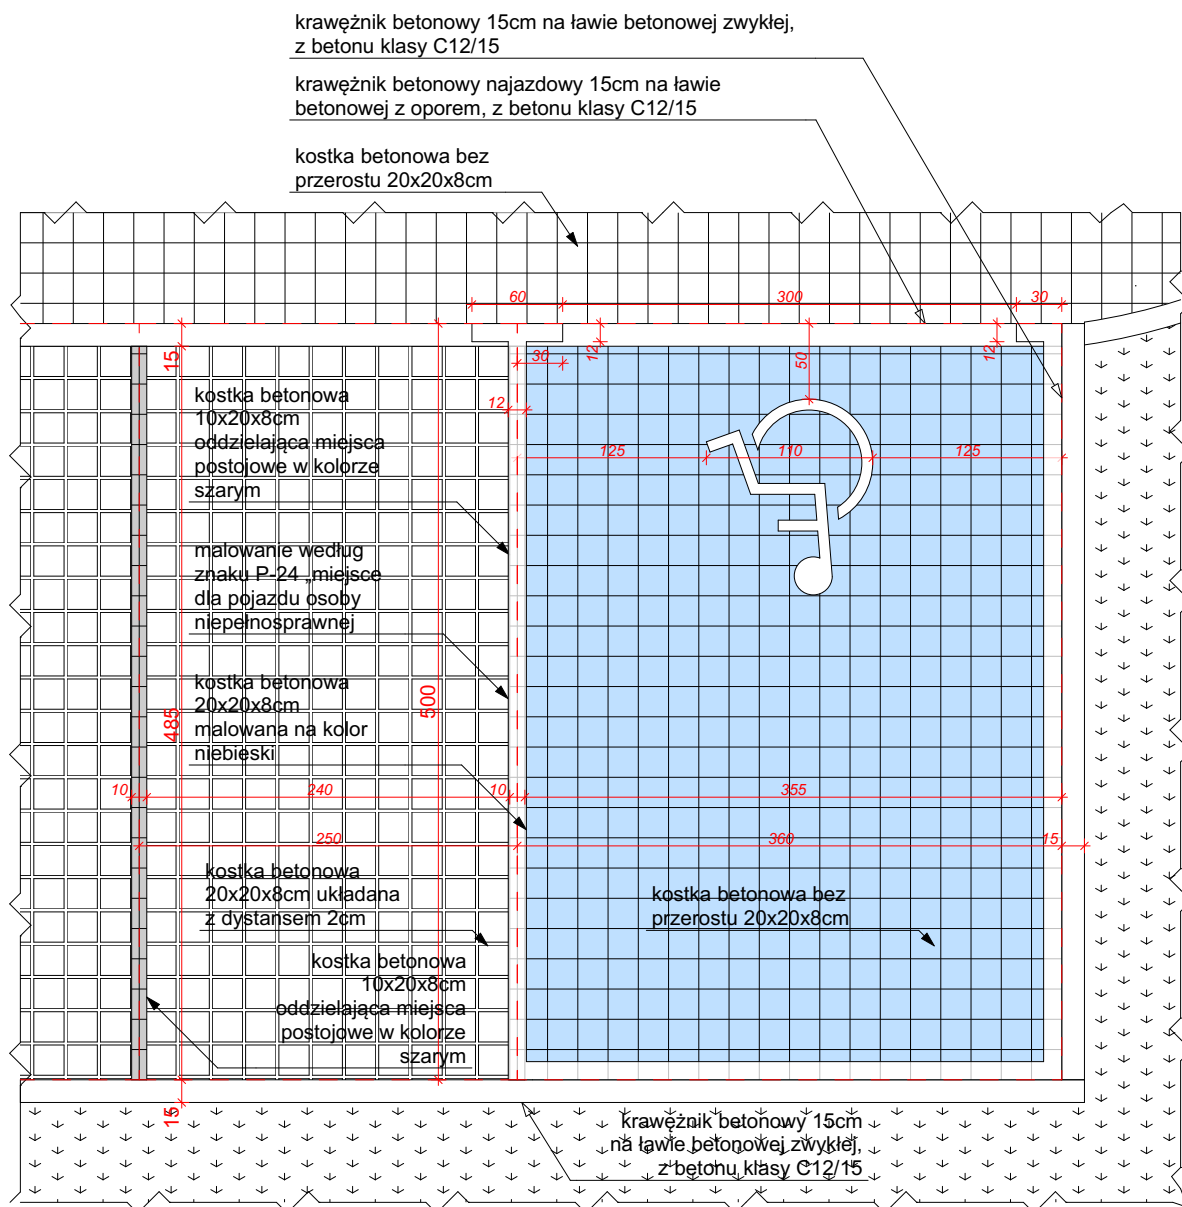 krawężnik betonowy 15cm na ławie betonowej zwykłej,
z betonu klasy C12/15
krawężnik betonowy najazdowy 15cm na ławie
betonowej z oporem, z betonu klasy C12/15
kostka betonowa bez
przerostu 20x20x8cm
60
300
30
15
12
30
12
50
kostka betonowa
10x20x8cm
oddzielająca miejsca
postojowe w kolorze
szarym
12
125
110
125
malowanie według
znaku P-24 „miejsce
dla pojazdu osoby
niepełnosprawnej
kostka betonowa
20x20x8cm
malowana na kolor
niebieski
485
500
10
240
10
355
250
360
15
kostka betonowa
20x20x8cm układana
z dystansem 2cm
kostka betonowa bez
przerostu 20x20x8cm
kostka betonowa
10x20x8cm
oddzielająca miejsca
postojowe w kolorze
szarym
15
krawężnik betonowy 15cm
na ławie betonowej zwykłej,
z betonu klasy C12/15